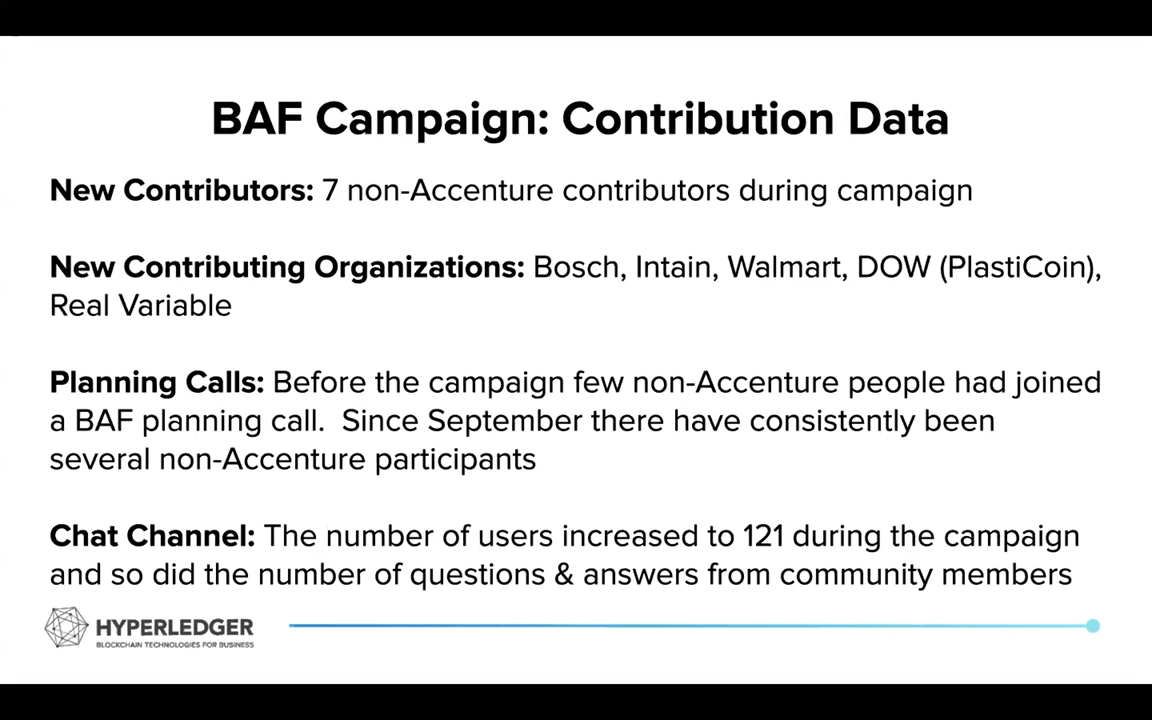 BAF Campaign: Contribution Data
New Contributors: 7 non-Accenture contributors during campaign
New Contributing Organizations: Bosch, Intain, Walmart, DOW (PlastiCoin),
Real Variable
Planning Calls: Before the campaign few non-Accenture people had joined
a BAF planning call.  Since September there have consistently been
several non-Accenture participants
Chat Channel: The number of users increased to 121 during the campaign
and so did the number of questions & answers from community members
HYPERLEDGER
BLOCKCHAIN TECHNOLOGIES FOR BUSINESS